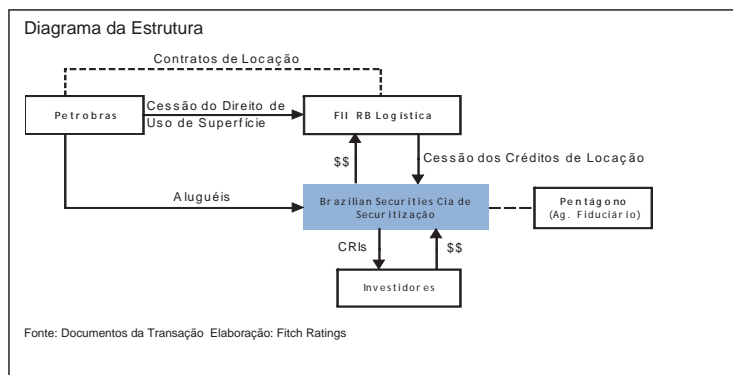 Diagrama da Estrutura
Contratos de Locação
Petrobras
Cessão do Direito de
Uso de Superfície
FII RB Logística
$$
Cessão dos Créditos de Locação
Aluguéis
Brazilian Securities Cia de
Securitização
Pentágono
(Ag. Fiduciário)
CRIs
$$
Investidores
Fonte: Documentos da Transação Elaboração: Fitch Ratings